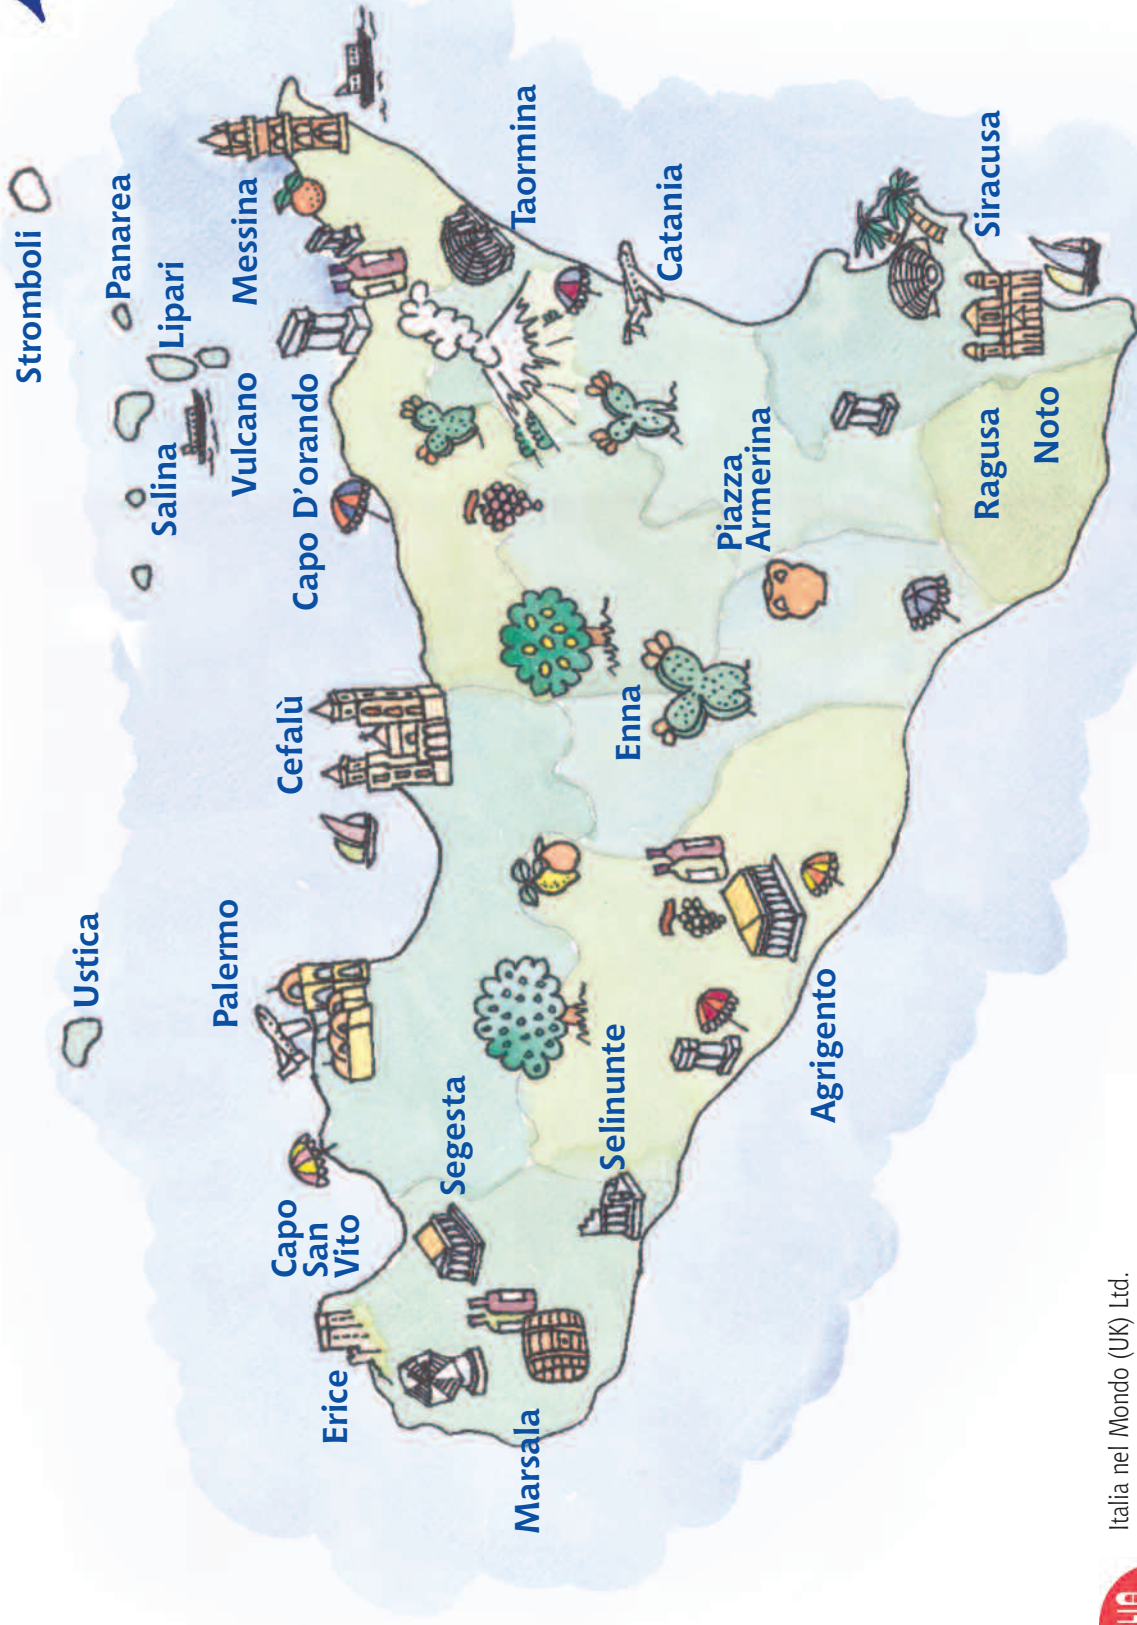 Stromboli
Panarea
Lipari
Salina
Vulcano
Messina
Ustica
Capo D'orando
Cefalù
Palermo
Capo
San
Vito
Erice
Segesta
Marsala
Selinunte
Enna
Taormina
Catania
Piazza
Armerina
Agrigento
Siracusa
Ragusa
Noto
Italia nel Mondo (UK) Ltd.